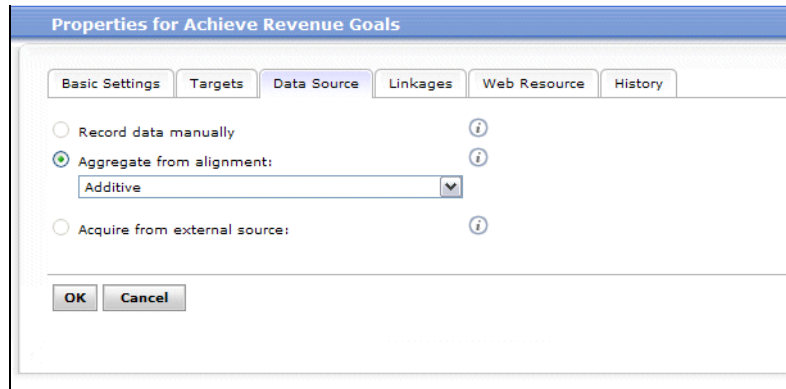 Properties for Achieve Revenue Goals
Basic Settings Targets Data Source Linkages Web Resource History
Record data manually i
Aggregate from alignment: i
Additive
Acquire from external source: i
OK Cancel